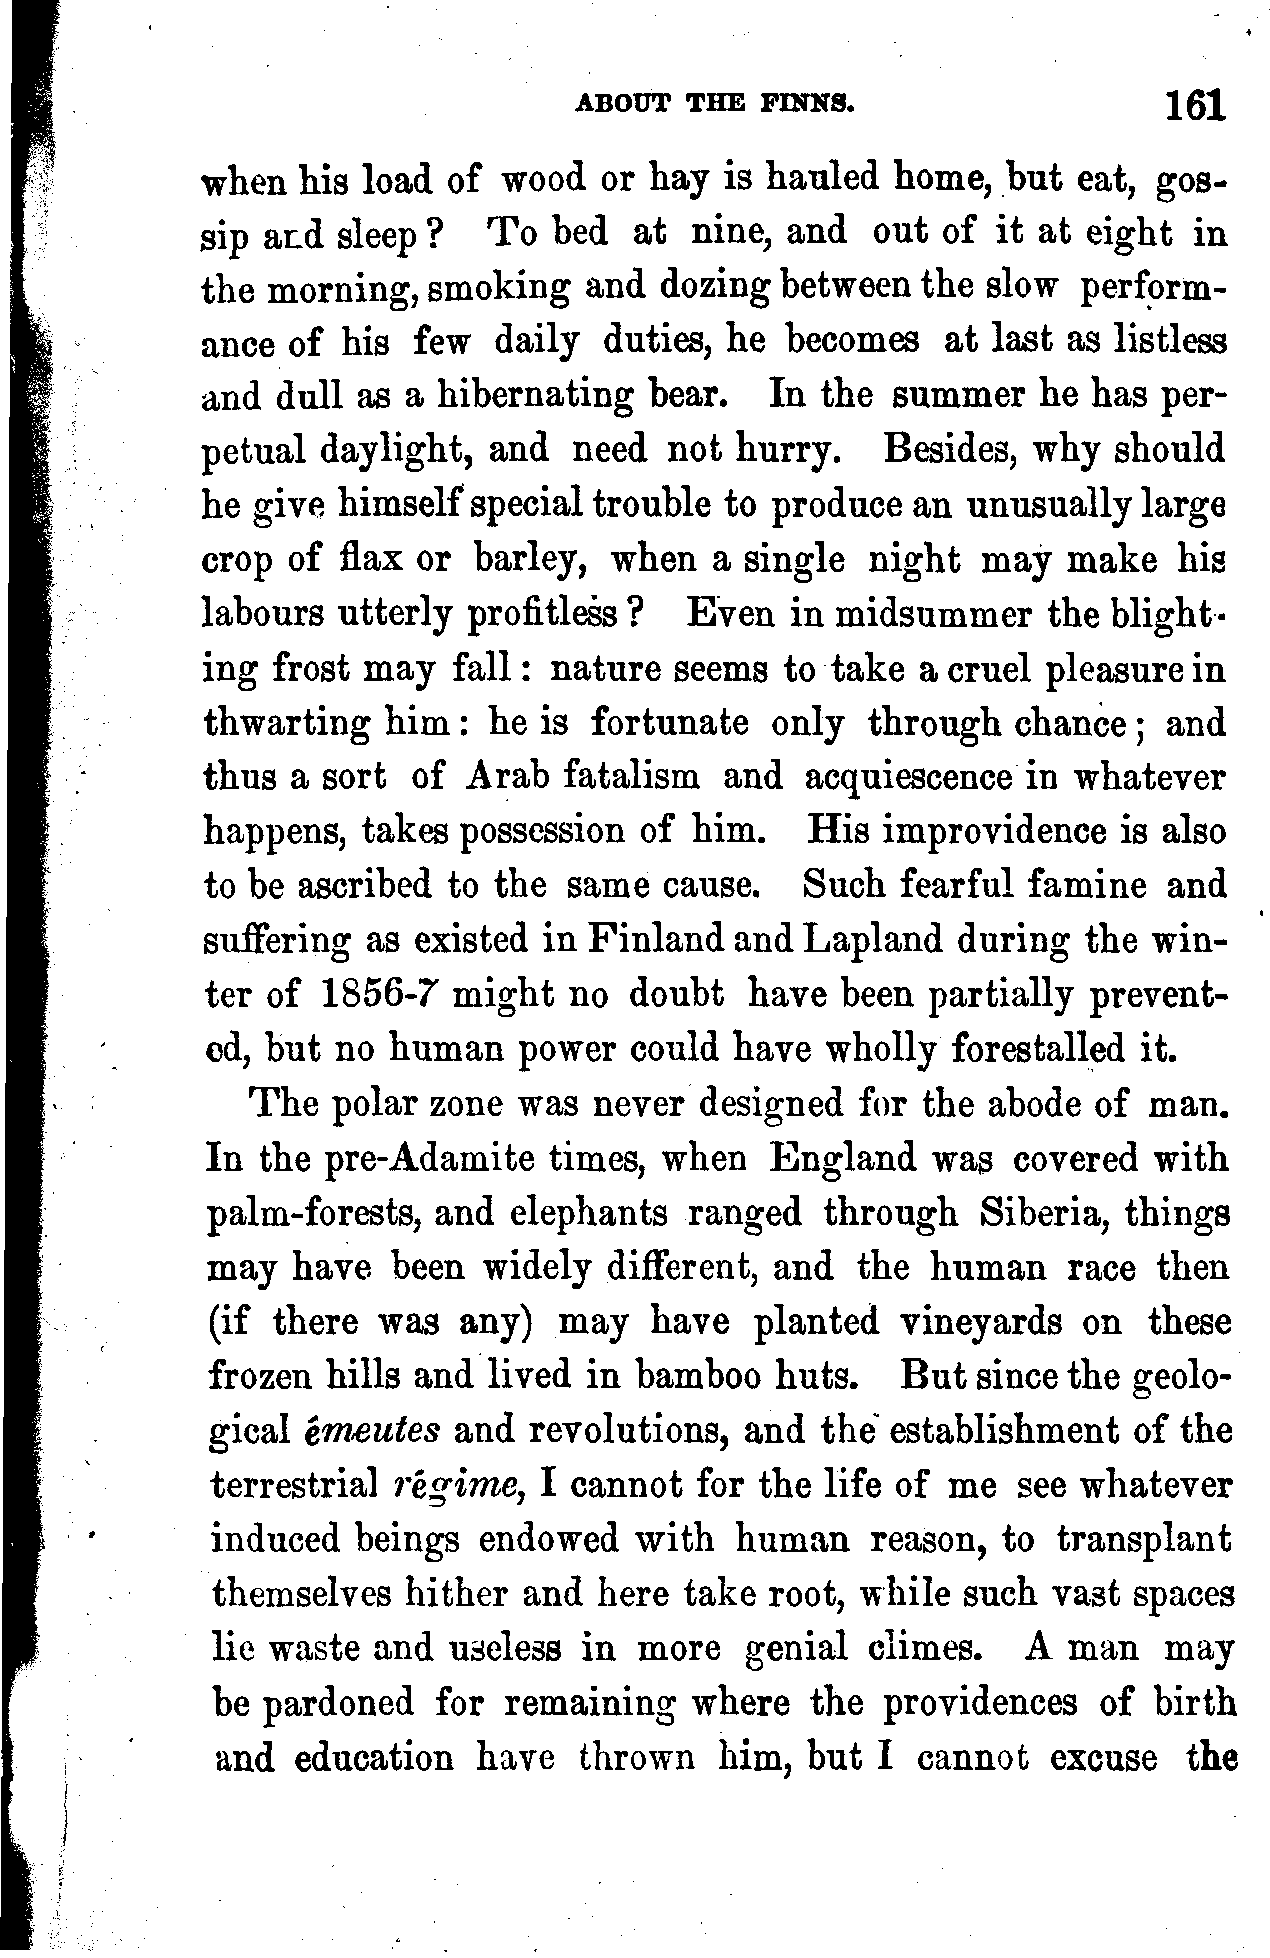 ABOUT THE FINNS. 161
when his load of wood or hay is hauled home, but eat, gos-
sip and sleep? To bed at nine, and out of it at eight in
the morning, smoking and dozing between the slow perform-
ance of his few daily duties, he becomes at last as listless
and dull as a hibernating bear. In the summer he has per-
petual daylight, and need not hurry. Besides, why should
he give himself special trouble to produce an unusually large
crop of flax or barley, when a single night may make his
labours utterly profitless? Even in midsummer the blight-
ing frost may fall: nature seems to take a cruel pleasure in
thwarting him: he is fortunate only through chance; and
thus a sort of Arab fatalism and acquiescence in whatever
happens, takes possession of him. His improvidence is also
to be ascribed to the same cause. Such fearful famine and
suffering as existed in Finland and Lapland during the win-
ter of 1856-7 might no doubt have been partially prevent-
ed, but no human power could have wholly forestalled it.
The polar zone was never designed for the abode of man.
In the pre-Adamite times, when England was covered with
palm-forests, and elephants ranged through Siberia, things
may have been widely different, and the human race then
(if there was any) may have planted vineyards on these
frozen hills and lived in bamboo huts. But since the geolo-
gical émeutes and revolutions, and the establishment of the
terrestrial régime, I cannot for the life of me see whatever
induced beings endowed with human reason, to transplant
themselves hither and here take root, while such vast spaces
lie waste and useless in more genial climes. A man may
be pardoned for remaining where the providences of birth
and education have thrown him, but I cannot excuse the